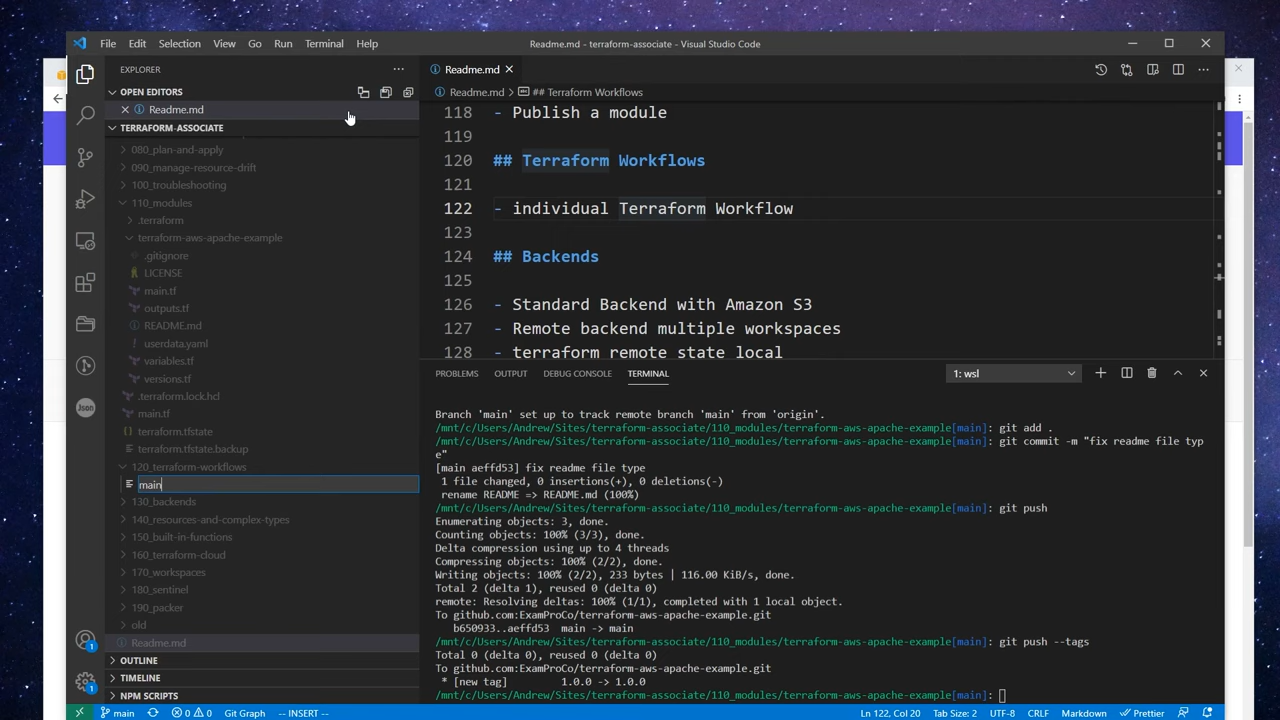 File Edit Selection View Go Run Terminal Help
Readme.md - terraform-associate - Visual Studio Code
EXPLORER
OPEN EDITORS
Readme.md
TERRAFORM-ASSOCIATE
080_plan-and-apply
090_manage-resource-drift
100_troubleshooting
110_modules
.terraform
terraform-aws-apache-example
.gitignore
LICENSE
main.tf
outputs.tf
README.md
userdata.yaml
variables.tf
versions.tf
.terraform.lock.hcl
main.tf
terraform.tfstate
terraform.tfstate.backup
120_terraform-workflows
main
130_backends
140_resources-and-complex-types
150_built-in-functions
160_terraform-cloud
170_workspaces
180_sentinel
190_packer
old
Readme.md
OUTLINE
TIMELINE
NPM SCRIPTS
Json
1
1
Readme.md
Readme.md > ## Terraform Workflows
118 - Publish a module
119
120 ## Terraform Workflows
121
122 - individual Terraform Workflow
123
124 ## Backends
125
126 - Standard Backend with Amazon S3
127 - Remote backend multiple workspaces
128 - terraform remote state local
PROBLEMS OUTPUT DEBUG CONSOLE TERMINAL
1: wsl
Branch 'main' set up to track remote branch 'main' from 'origin'.
/mnt/c/Users/Andrew/Sites/terraform-associate/110_modules/terraform-aws-apache-example[main]: git add .
/mnt/c/Users/Andrew/Sites/terraform-associate/110_modules/terraform-aws-apache-example[main]: git commit -m "fix readme file typ
e"
[main aeffd53] fix readme file type
1 file changed, 0 insertions(+), 0 deletions(-)
rename README => README.md (100%)
/mnt/c/Users/Andrew/Sites/terraform-associate/110_modules/terraform-aws-apache-example[main]: git push
Enumerating objects: 3, done.
Counting objects: 100% (3/3), done.
Delta compression using up to 4 threads
Compressing objects: 100% (2/2), done.
Writing objects: 100% (2/2), 233 bytes | 116.00 KiB/s, done.
Total 2 (delta 1), reused 0 (delta 0)
remote: Resolving deltas: 100% (1/1), completed with 1 local object.
To github.com:ExamProCo/terraform-aws-apache-example.git
b650933..aeffd53 main -> main
/mnt/c/Users/Andrew/Sites/terraform-associate/110_modules/terraform-aws-apache-example[main]: git push --tags
Total 0 (delta 0), reused 0 (delta 0)
To github.com:ExamProCo/terraform-aws-apache-example.git
* [new tag] 1.0.0 -> 1.0.0
/mnt/c/Users/Andrew/Sites/terraform-associate/110_modules/terraform-aws-apache-example[main]:
main 0 0 Git Graph -- INSERT -- Ln 122, Col 20 Tab Size: 2 UTF-8 CRLF Markdown Prettier